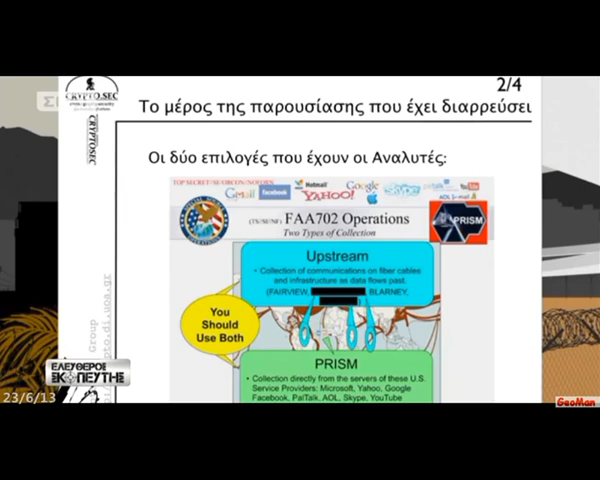 2/4
CRYPTO.SEC
CRYPTOSEC
Το μέρος της παρουσίασης που έχει διαρρεύσει
Οι δύο επιλογές που έχουν οι Αναλυτές:
TOP SECRET//SI//ORCON//NOFORN
Gmail
facebook
Hotmail
YAHOO!
Google
skype
paltalk
YouTube
AOL mail
(TS//SI//NF) FAA702 Operations
Two Types of Collection
PRISM
Upstream
• Collection of communications on fiber cables
and infrastructure as data flows past.
(FAIRVIEW, BLARNEY,
You
Should
Use Both
PRISM
• Collection directly from the servers of these U.S.
Service Providers: Microsoft, Yahoo, Google
Facebook, PalTalk, AOL, Skype, YouTube
Group
ΕΛΕΥΘΕΡΟΣ
ΣΚΟΠΕΥΤΗΣ
23/6/13
GeoMan